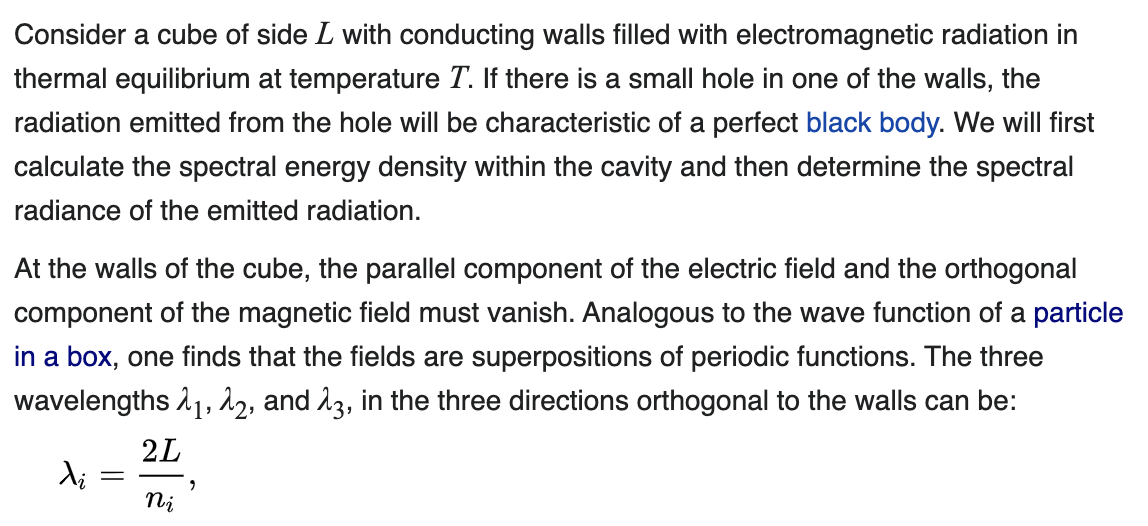 Consider a cube of side L with conducting walls filled with electromagnetic radiation in
thermal equilibrium at temperature T. If there is a small hole in one of the walls, the
radiation emitted from the hole will be characteristic of a perfect black body. We will first
calculate the spectral energy density within the cavity and then determine the spectral
radiance of the emitted radiation.
At the walls of the cube, the parallel component of the electric field and the orthogonal
component of the magnetic field must vanish. Analogous to the wave function of a particle
in a box, one finds that the fields are superpositions of periodic functions. The three
wavelengths λ₁, λ₂, and λ₃, in the three directions orthogonal to the walls can be:
λᵢ = 2L/nᵢ,